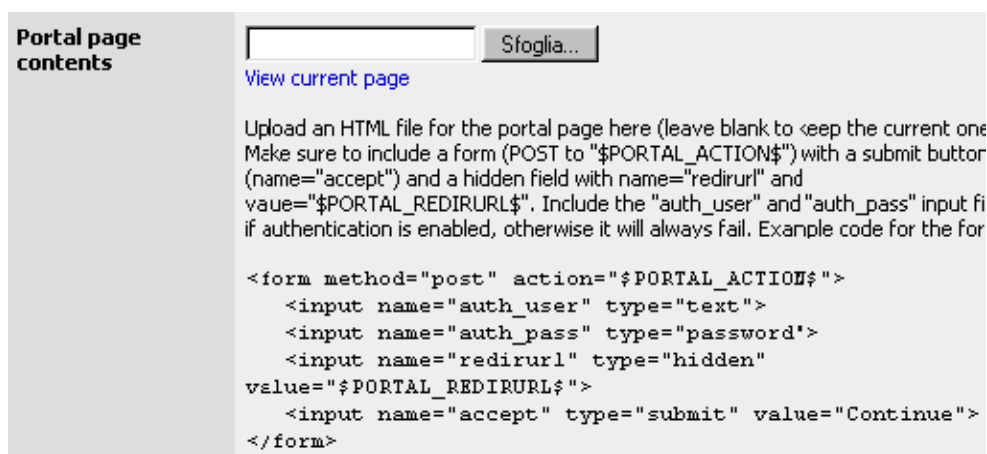 Portal page
contents
Sfoglia...
View current page
Upload an HTML file for the portal page here (leave blank to keep the current one
Make sure to include a form (POST to "$PORTAL_ACTION$") with a submit button
(name="accept") and a hidden field with name="redirurl" and
vaue="$PORTAL_REDIRURL$". Include the "auth_user" and "auth_pass" input fi
if authentication is enabled, otherwise it will always fail. Example code for the for
<form method="post" action="$PORTAL_ACTION$">
<input name="auth_user" type="text">
<input name="auth_pass" type="password">
<input name="redirurl" type="hidden"
value="$PORTAL_REDIRURL$">
<input name="accept" type="submit" value="Continue">
</form>